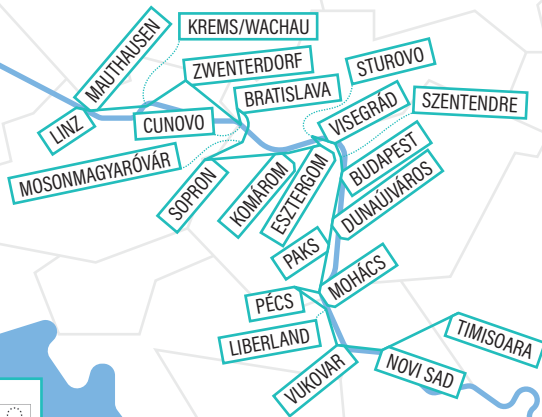 MAUTHAUSEN
KREMS/WACHAU
ZWENTERDORF
STUROVO
LINZ
CUNOVO
BRATISLAVA
VISEGRÁD
SZENTENDRE
MOSONMAGYARÓVÁR
SOPRON
KOMÁROM
ESZTERGOM
BUDAPEST
DUNAÚJVÁROS
PAKS
MOHÁCS
PÉCS
LIBERLAND
VUKOVAR
NOVI SAD
TIMISOARA